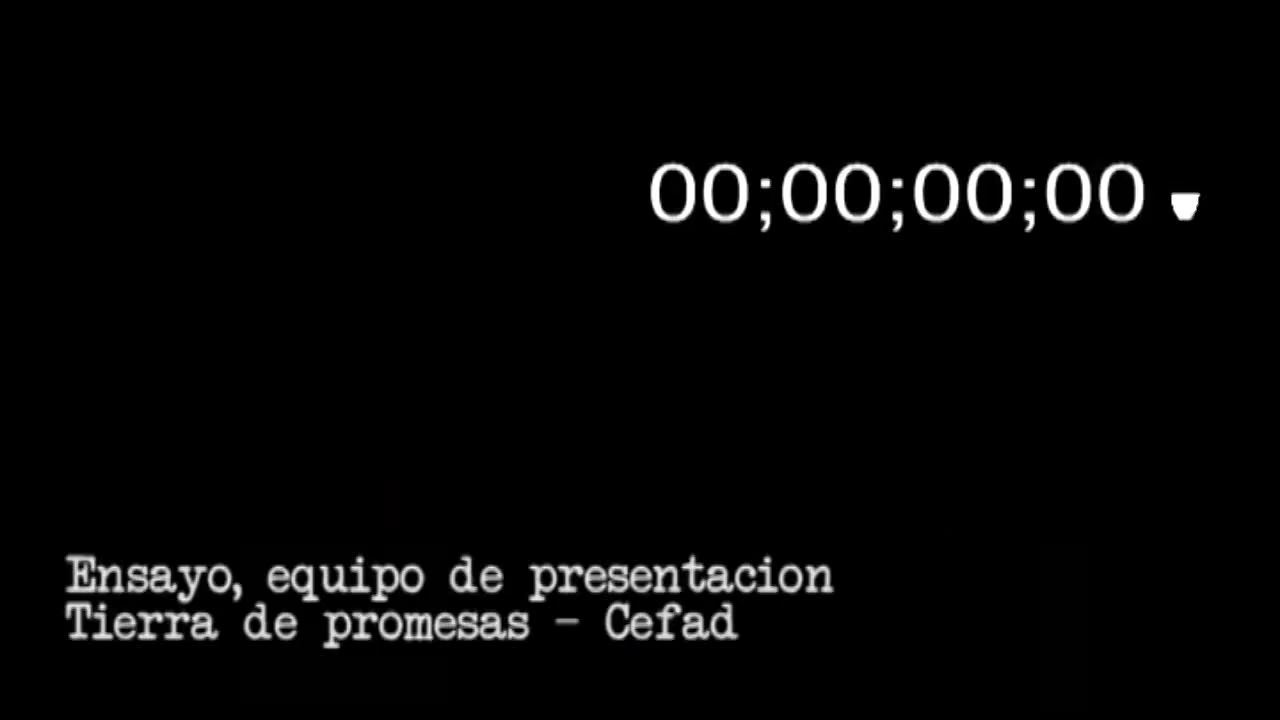 00;00;00;00
Ensayo, equipo de presentacion
Tierra de promesas - Cefad